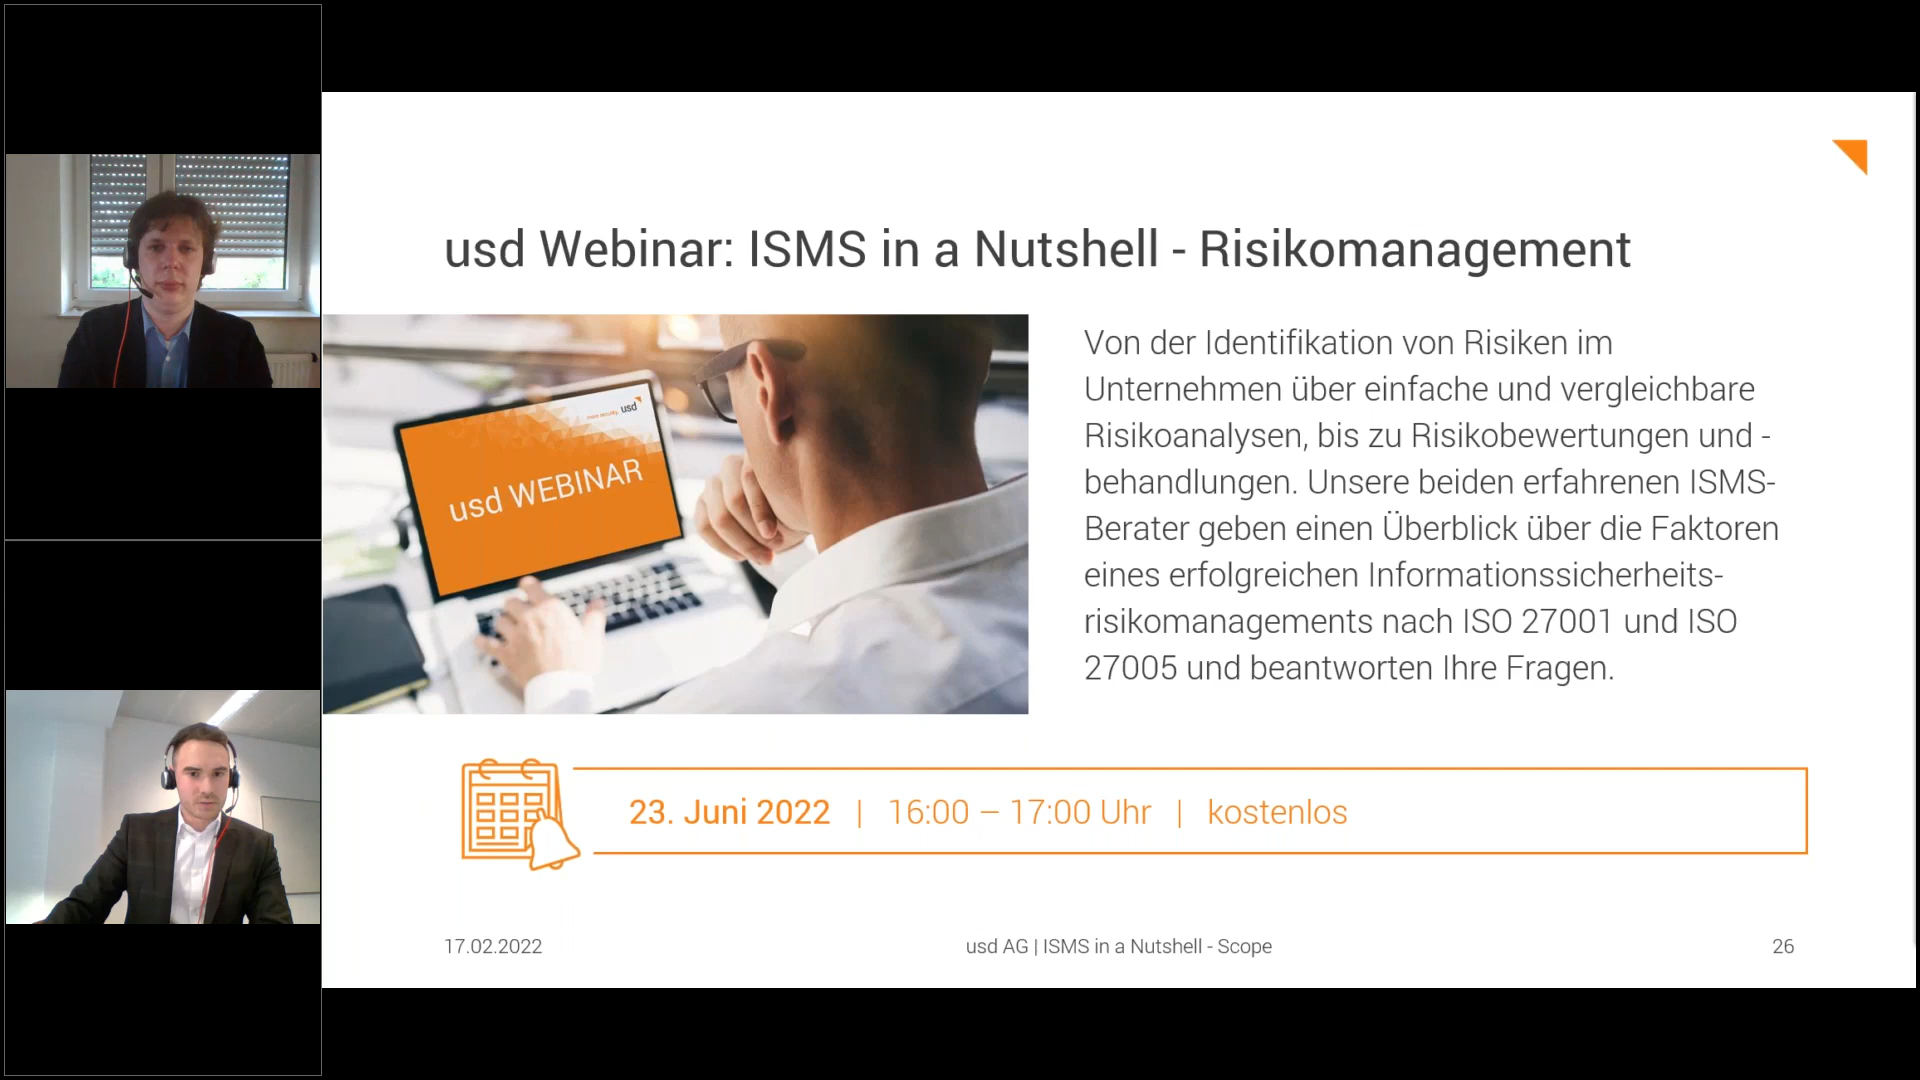 usd Webinar: ISMS in a Nutshell - Risikomanagement
usd
usd WEBINAR
Von der Identifikation von Risiken im
Unternehmen über einfache und vergleichbare
Risikoanalysen, bis zu Risikobewertungen und -
behandlungen. Unsere beiden erfahrenen ISMS-
Berater geben einen Überblick über die Faktoren
eines erfolgreichen Informationssicherheits-
risikomanagements nach ISO 27001 und ISO
27005 und beantworten Ihre Fragen.
23. Juni 2022 | 16:00 – 17:00 Uhr | kostenlos
17.02.2022
usd AG | ISMS in a Nutshell - Scope
26